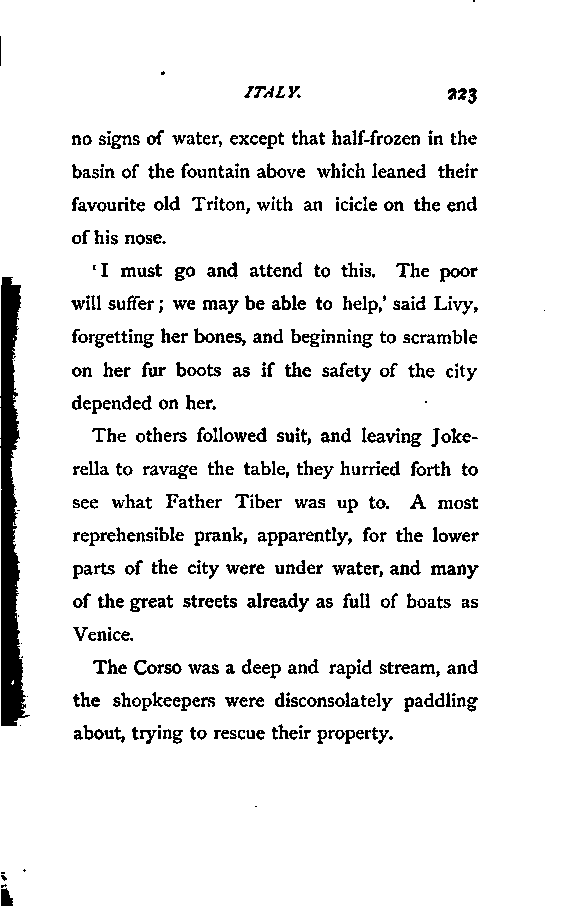 ITALY. 223
no signs of water, except that half-frozen in the
basin of the fountain above which leaned their
favourite old Triton, with an icicle on the end
of his nose.
‘I must go and attend to this. The poor
will suffer; we may be able to help,’ said Livy,
forgetting her bones, and beginning to scramble
on her fur boots as if the safety of the city
depended on her.
The others followed suit, and leaving Joke-
rella to ravage the table, they hurried forth to
see what Father Tiber was up to. A most
reprehensible prank, apparently, for the lower
parts of the city were under water, and many
of the great streets already as full of boats as
Venice.
The Corso was a deep and rapid stream, and
the shopkeepers were disconsolately paddling
about, trying to rescue their property.